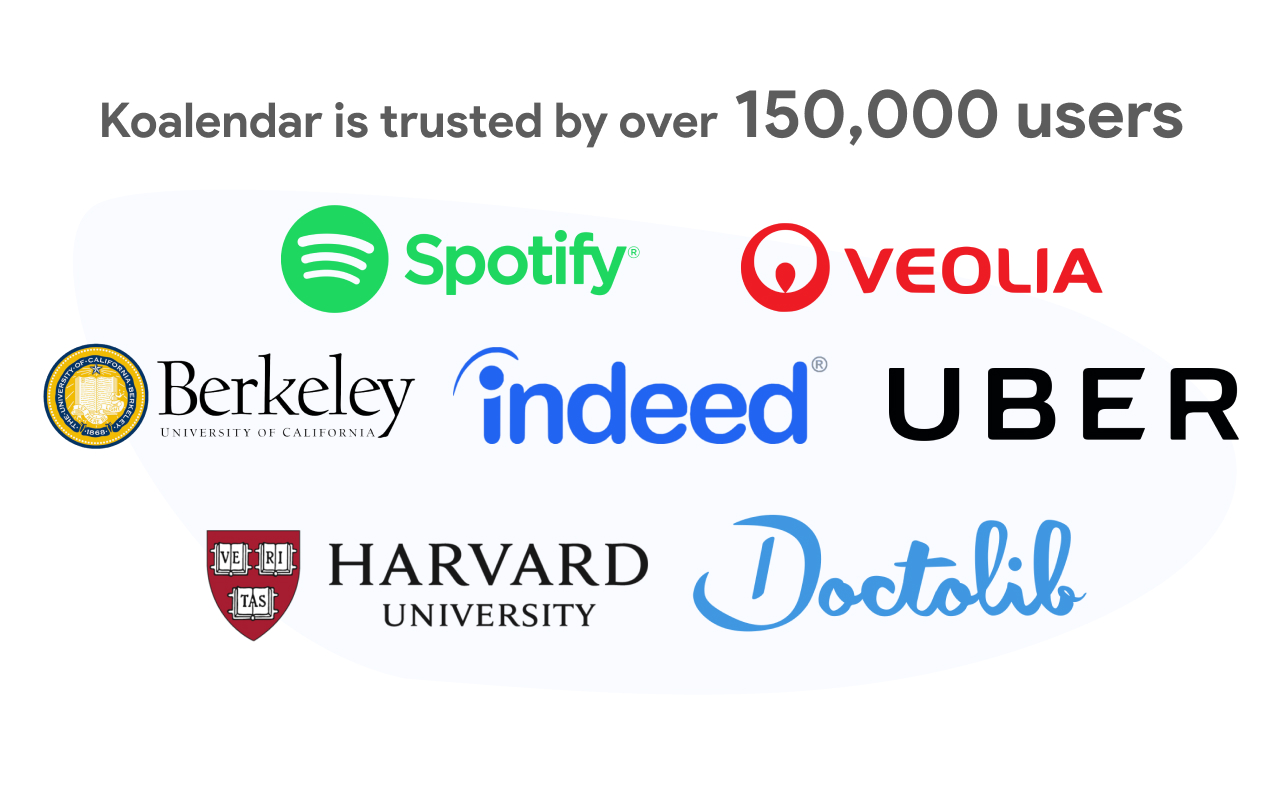 Koalendar is trusted by over 150,000 users
Spotify®
VEOLIA
THE UNIVERSITY OF CALIFORNIA BERKELEY
1868
Berkeley
UNIVERSITY OF CALIFORNIA
indeed®
UBER
VE RI
TAS
HARVARD
UNIVERSITY
Doctolib